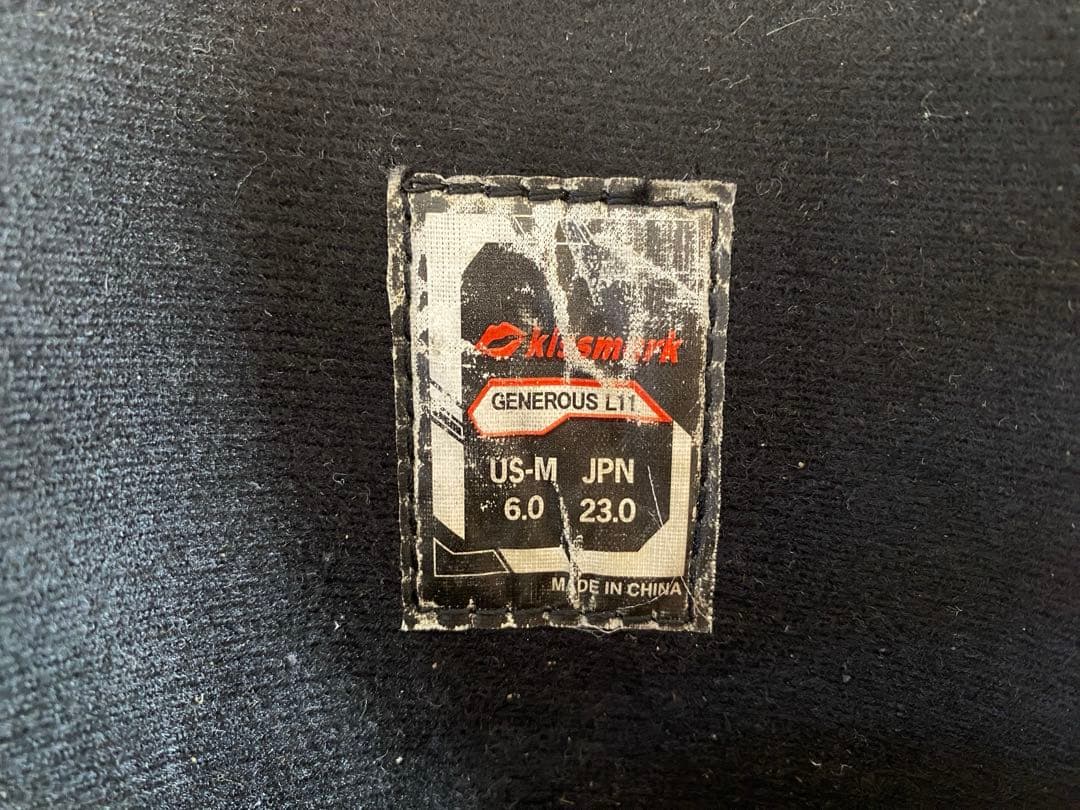 kissmark
GENEROUS L11
US-M JPN
6.0 23.0
MADE IN CHINA